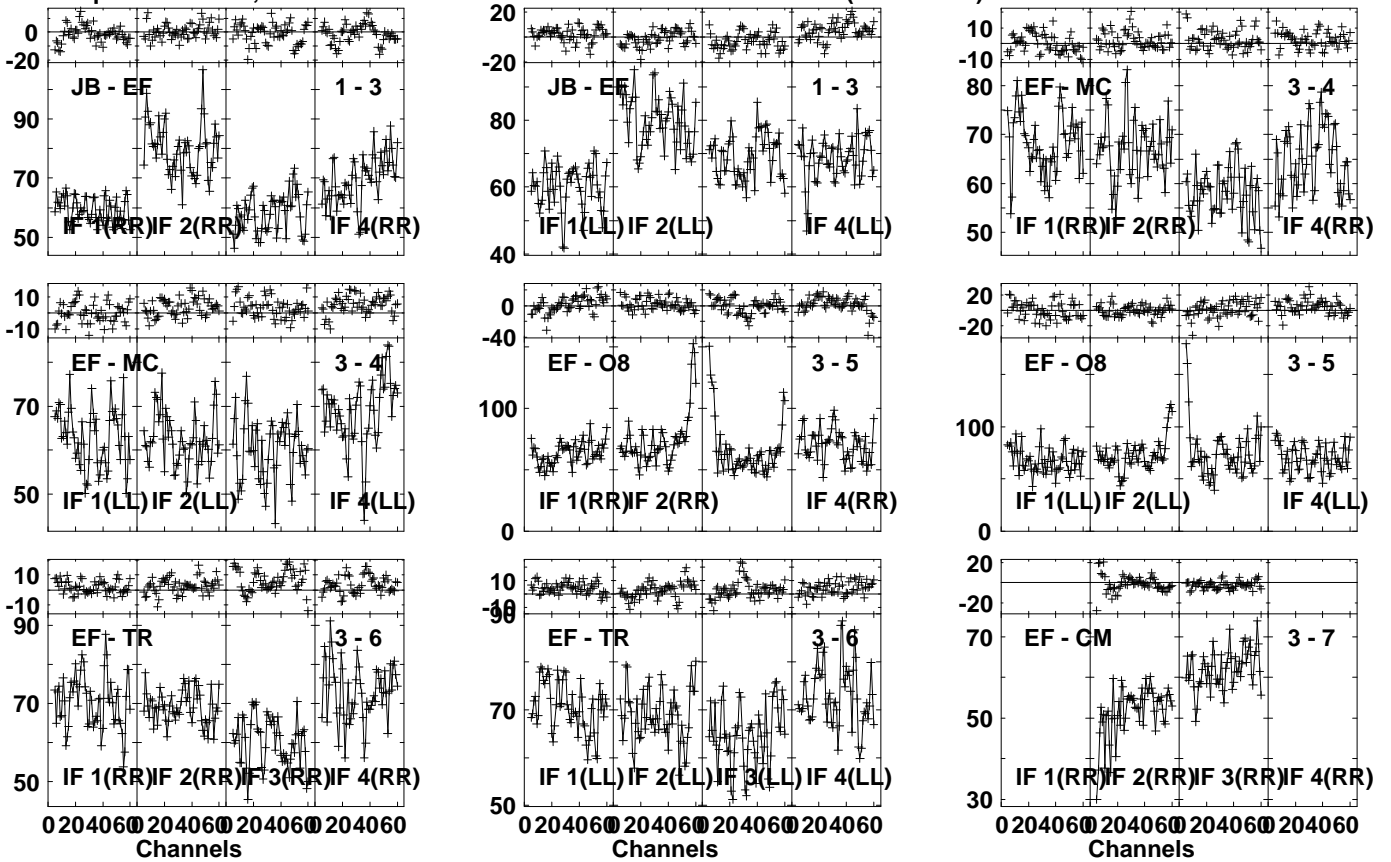 0
-20
JB - EF 1 - 3
90
70
50
IF 1(RR) IF 2(RR) IF 4(RR)
20
-20
JB - EF 1 - 3
80
60
40
IF 1(LL) IF 2(LL) IF 4(LL)
10
-10
EF - MC 3 - 4
80
70
60
50
IF 1(RR) IF 2(RR) IF 4(RR)
10
-10
EF - MC 3 - 4
70
50
IF 1(LL) IF 2(LL) IF 4(LL)
0
-40
EF - O8 3 - 5
100
0
IF 1(RR) IF 2(RR) IF 4(RR)
20
-20
EF - O8 3 - 5
100
0
IF 1(LL) IF 2(LL) IF 4(LL)
10
-10
EF - TR 3 - 6
90
70
50
IF 1(RR) IF 2(RR) IF 3(RR) IF 4(RR)
10
-10
EF - TR 3 - 6
90
70
50
IF 1(LL) IF 2(LL) IF 3(LL) IF 4(LL)
20
-20
EF - CM 3 - 7
70
50
30
IF 1(RR) IF 2(RR) IF 3(RR) IF 4(RR)
0 20 40 60 0 20 40 60 0 20 40 60 0 20 40 60
0 20 40 60 0 20 40 60 0 20 40 60 0 20 40 60
0 20 40 60 0 20 40 60 0 20 40 60 0 20 40 60
Channels Channels Channels